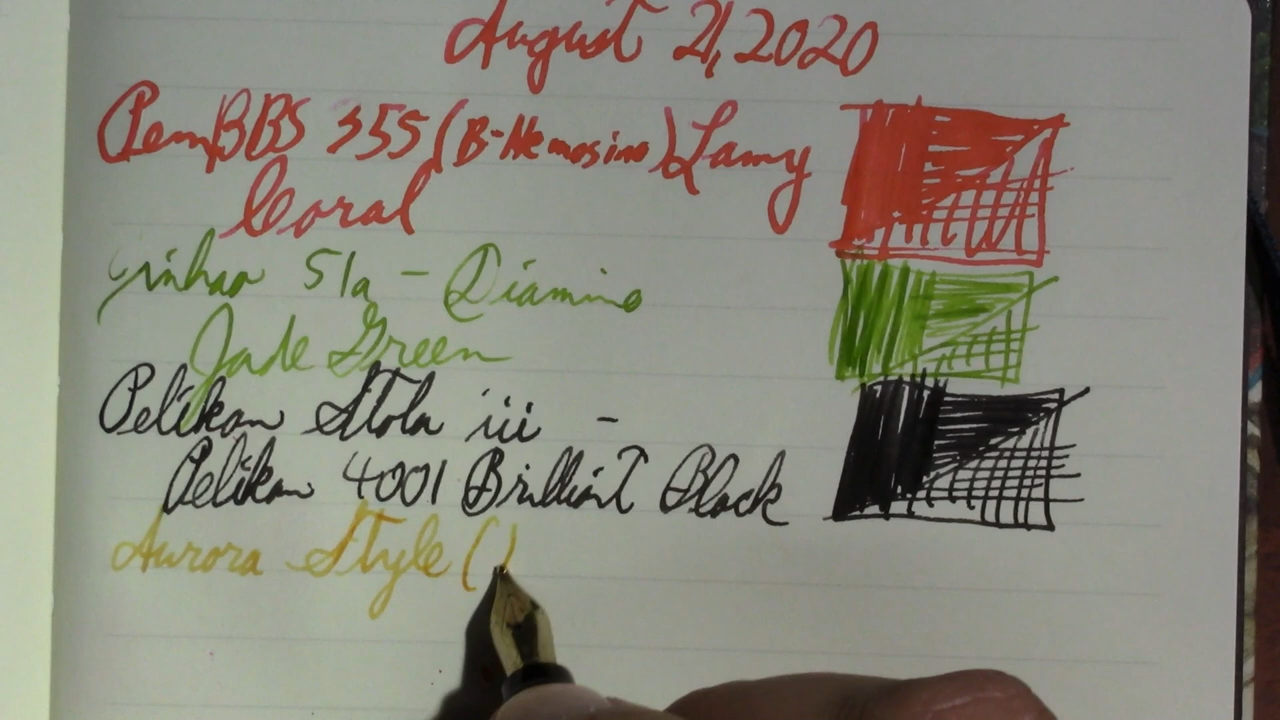 August 21, 2020
PenBBS 355 (B-Nemosine) Lamy
Coral
Jinhao 51a - Diamine
Jade Green
Pelikan Stola iii -
Pelikan 4001 Brilliant Black
Aurora Style (